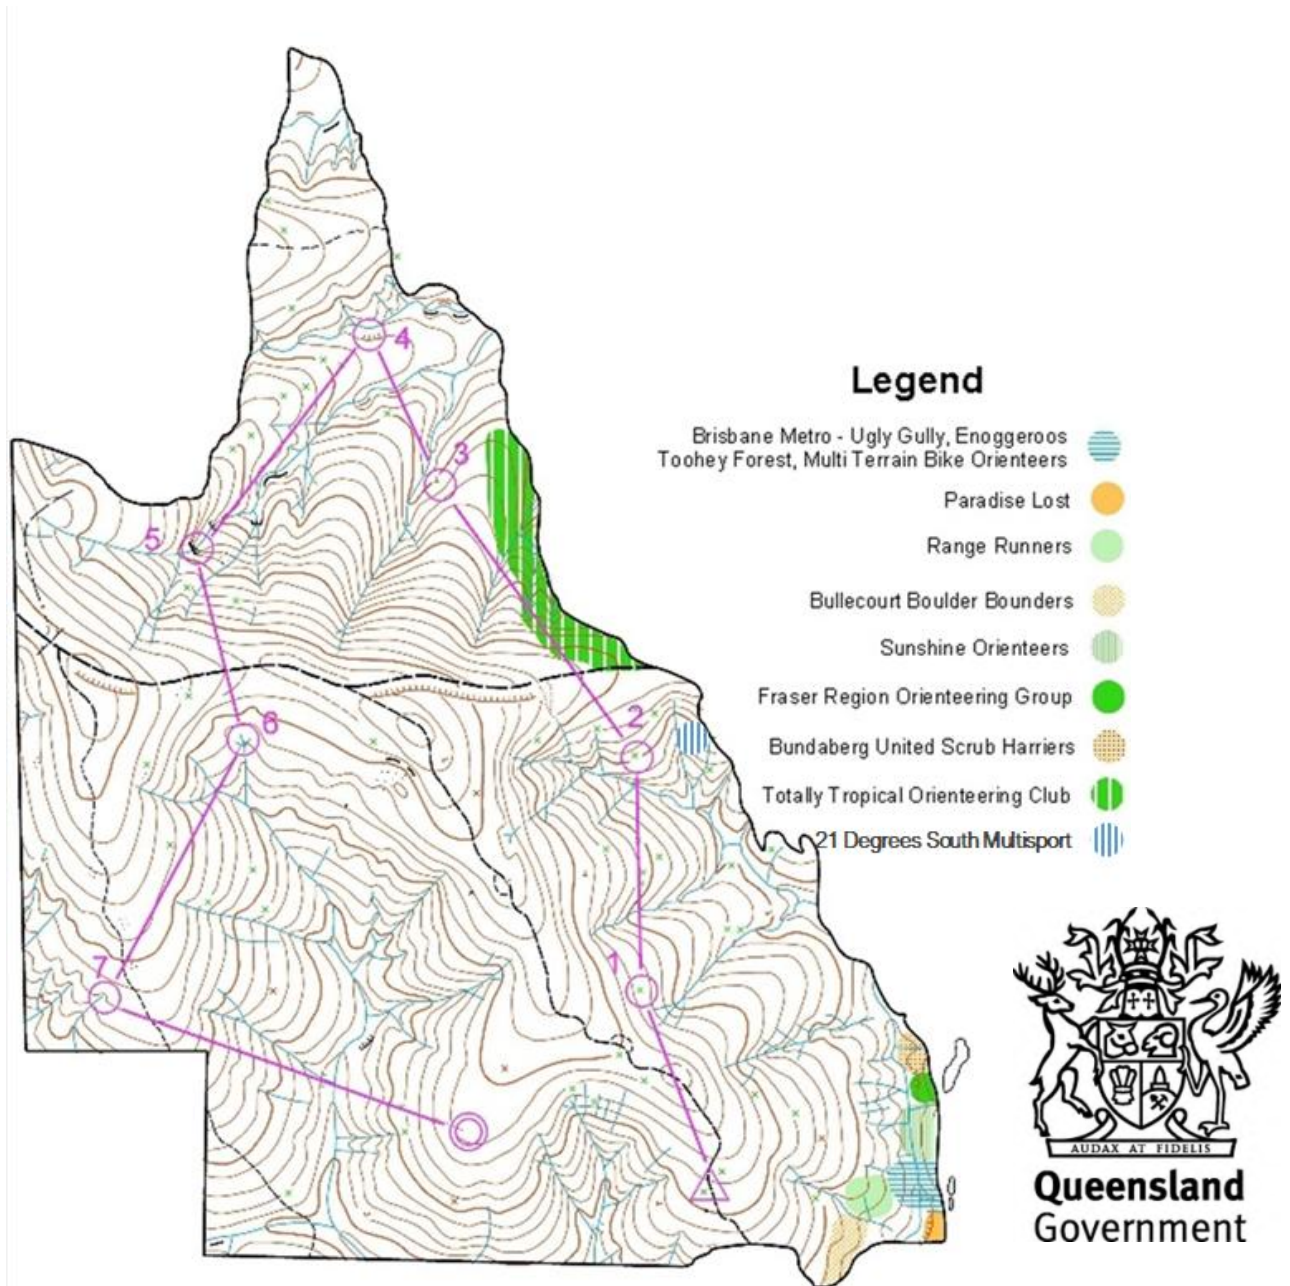 4
3
5
2
6
1
7
Legend
Brisbane Metro - Ugly Gully, Enoggeroos
Toohey Forest, Multi Terrain Bike Orienteers
Paradise Lost
Range Runners
Bullecourt Boulder Bounders
Sunshine Orienteers
Fraser Region Orienteering Group
Bundaberg United Scrub Harriers
Totally Tropical Orienteering Club
21 Degrees South Multisport
AUDAX AT FIDELIS
Queensland
Government